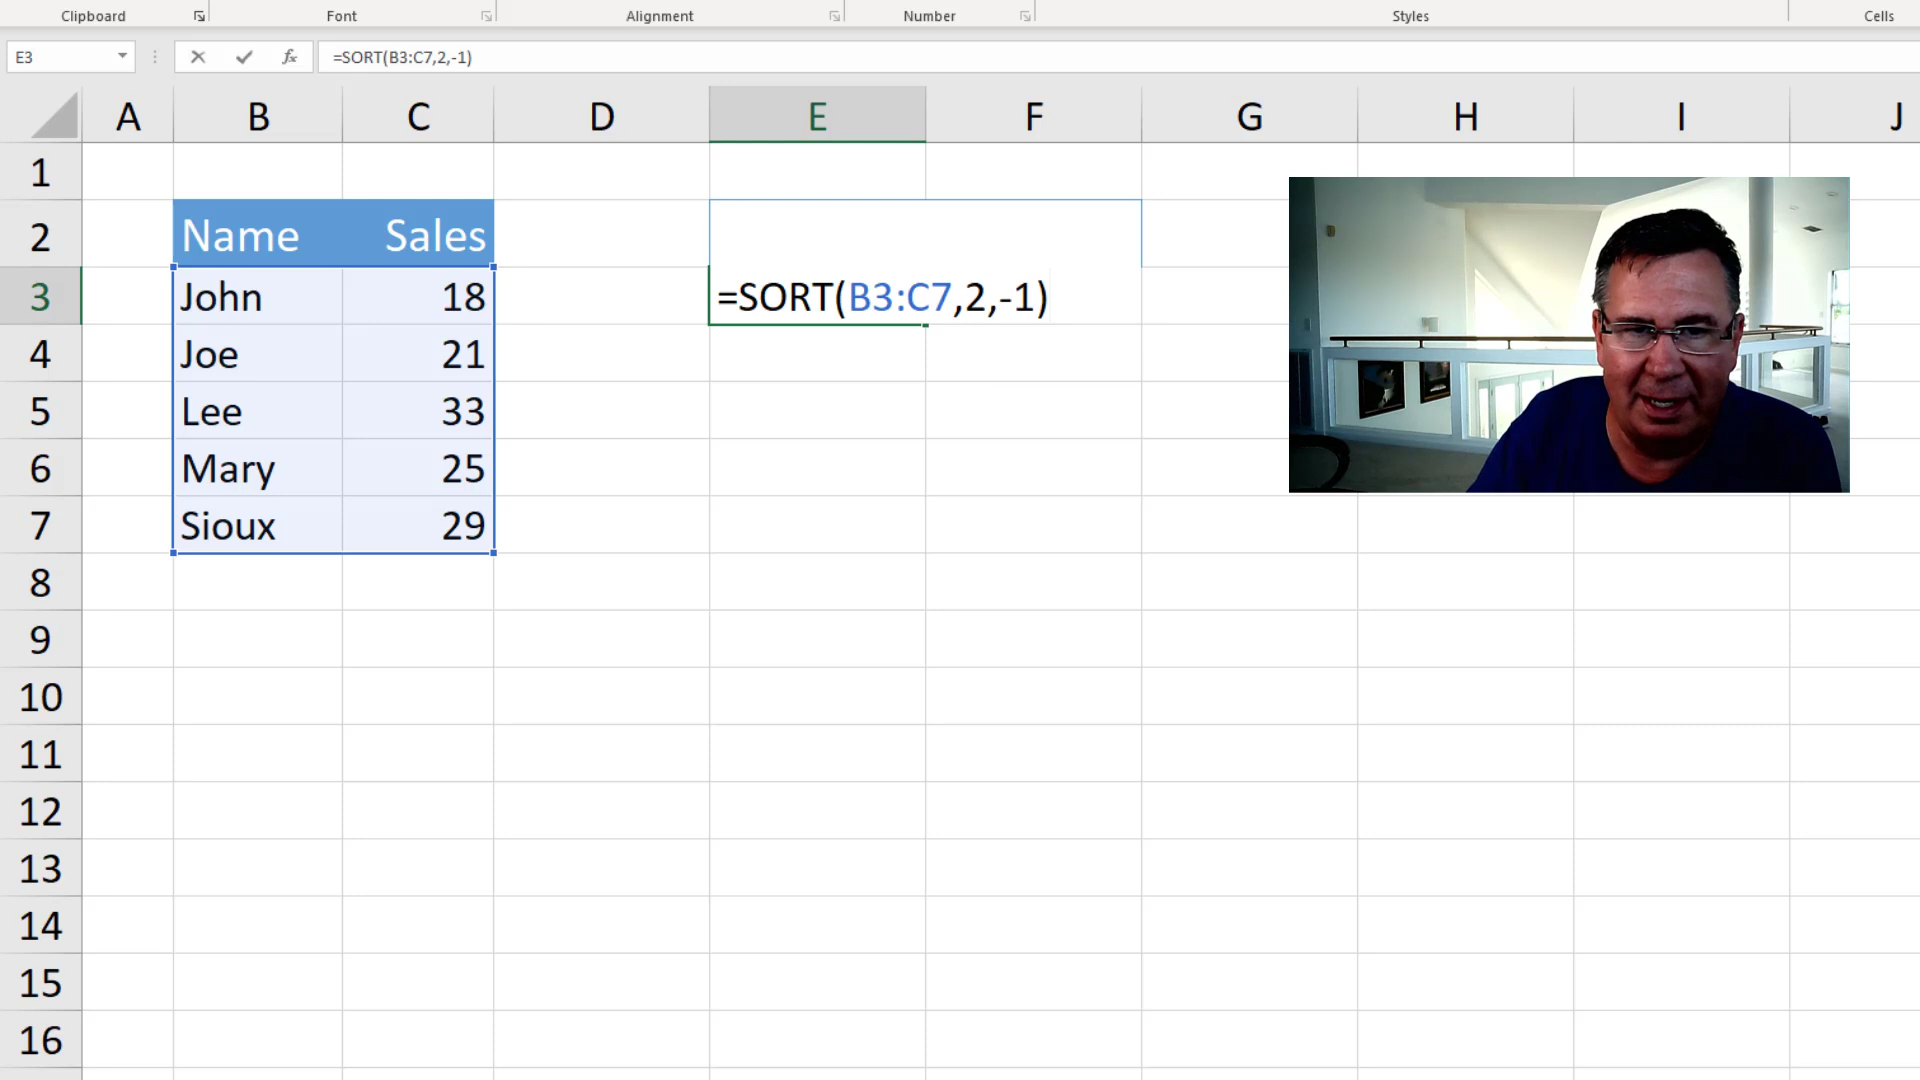 Clipboard Font Alignment Number Styles Cells
E3 fx =SORT(B3:C7,2,-1)
A B C D E F G H I J
1
2 Name Sales
3 John 18 =SORT(B3:C7,2,-1)
4 Joe 21
5 Lee 33
6 Mary 25
7 Sioux 29
8
9
10
11
12
13
14
15
16